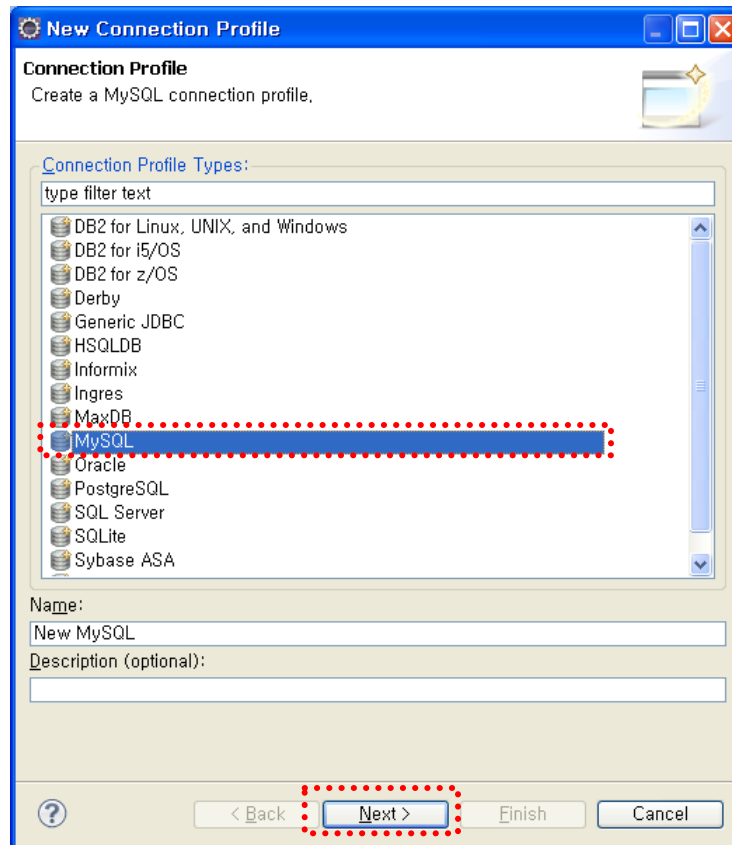 New Connection Profile
Connection Profile
Create a MySQL connection profile.
Connection Profile Types:
type filter text
DB2 for Linux, UNIX, and Windows
DB2 for i5/OS
DB2 for z/OS
Derby
Generic JDBC
HSQLDB
Informix
Ingres
MaxDB
MySQL
Oracle
PostgreSQL
SQL Server
SQLite
Sybase ASA
Name:
New MySQL
Description (optional):
? < Back Next > Finish Cancel